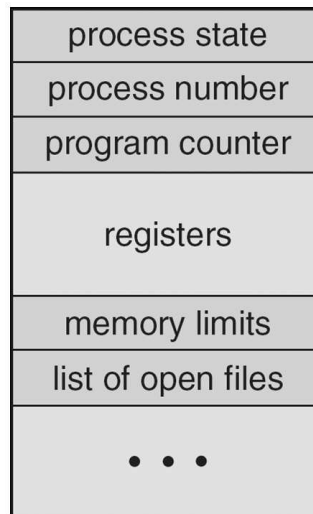 process state
process number
program counter
registers
memory limits
list of open files
• • •